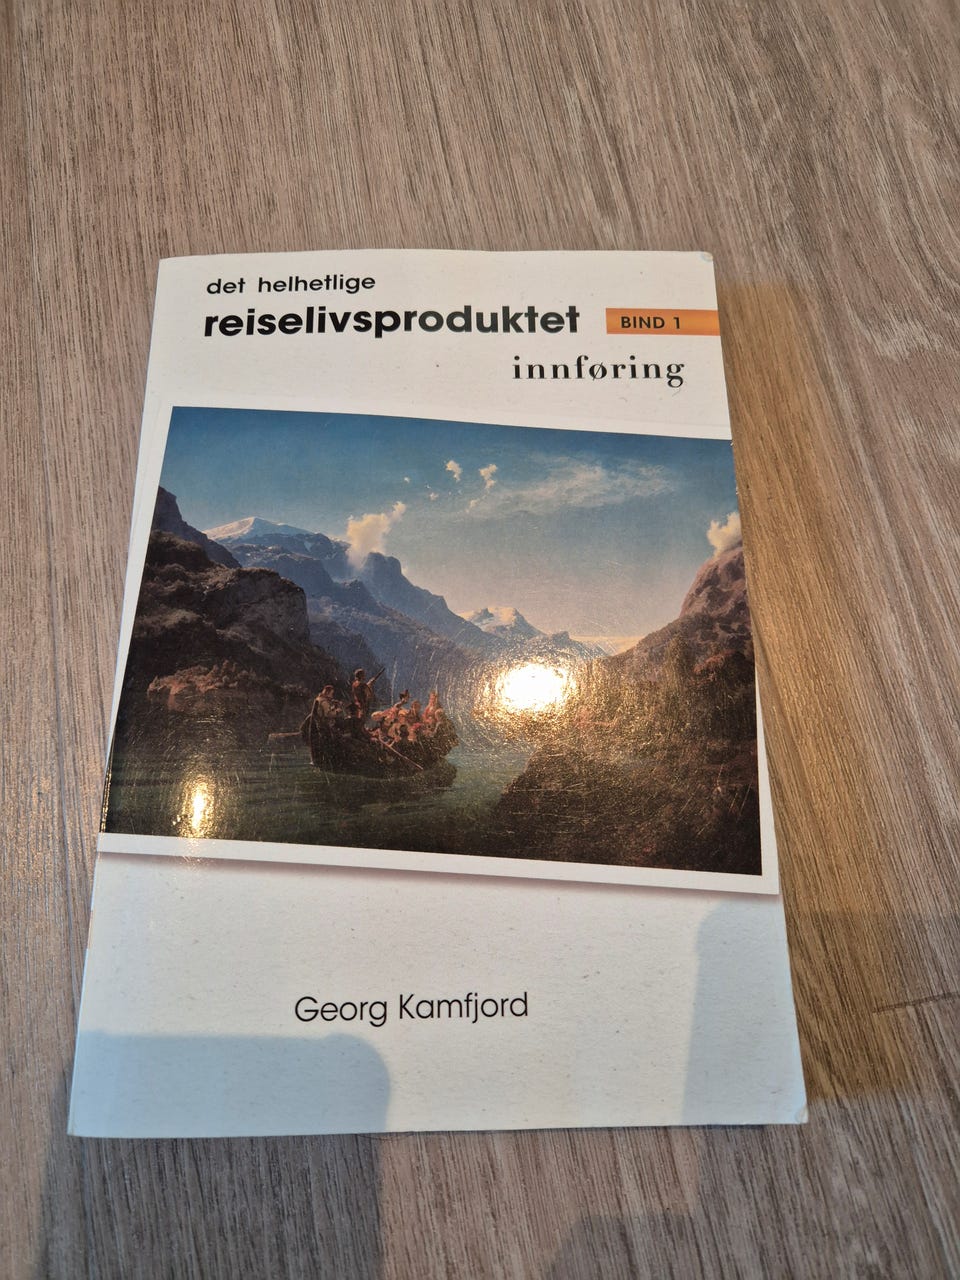 det helhetlige
reiselivsproduktet
BIND 1
innføring
Georg Kamfjord